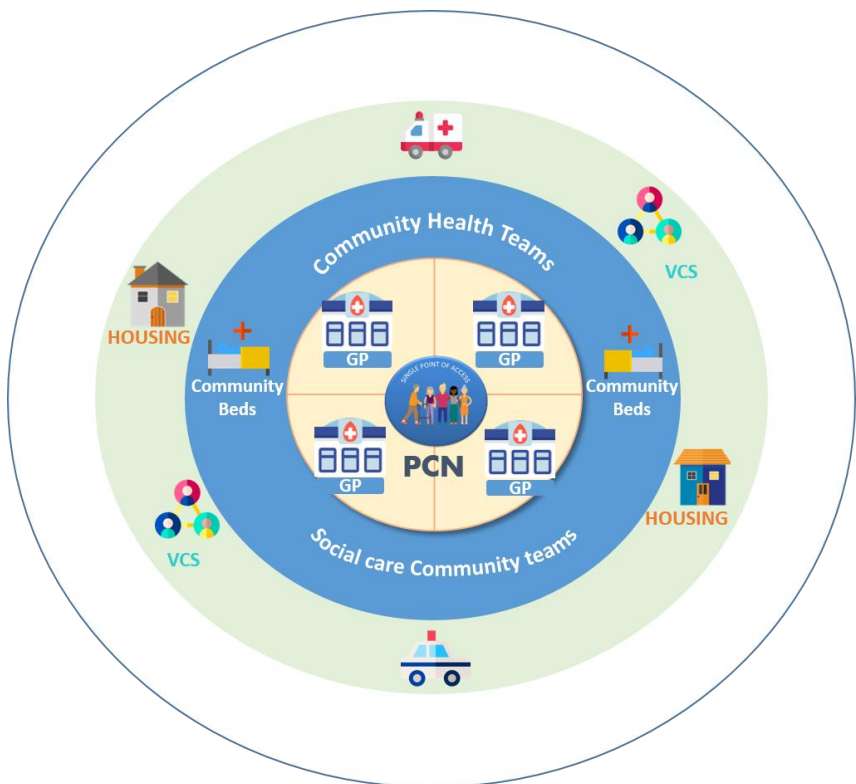 Community Health Teams
VCS
HOUSING
GP
GP
SINGLE POINT OF ACCESS
Community
Beds
Community
Beds
PCN
GP
GP
HOUSING
Social care Community teams
VCS